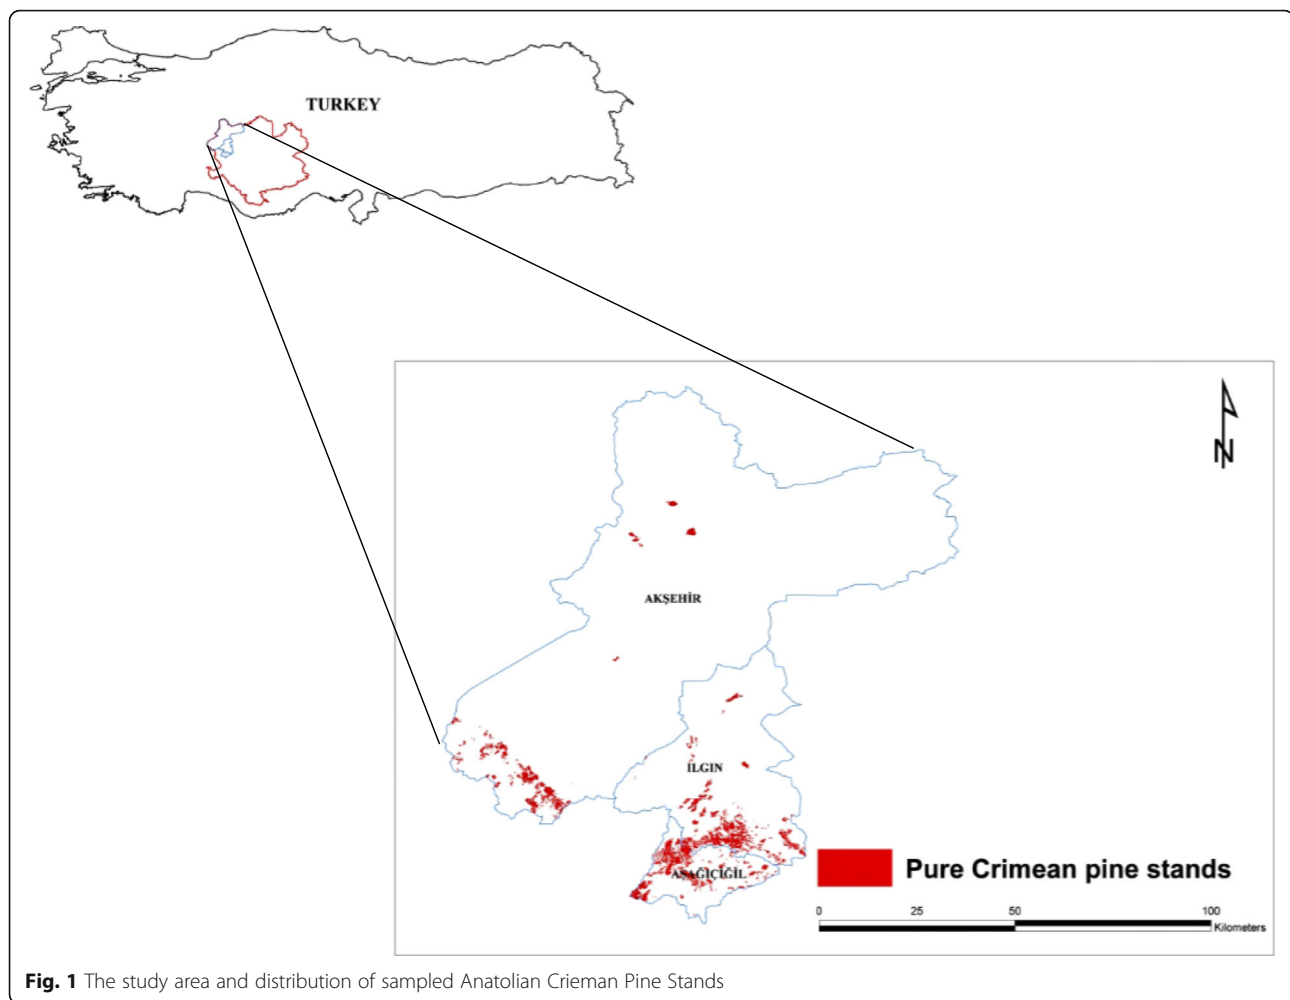 TURKEY
N
AKŞEHİR
ILGIN
AŞAĞIÇIĞIL
Pure Crimean pine stands
0 25 50 100
Kilometers
Fig. 1 The study area and distribution of sampled Anatolian Crieman Pine Stands